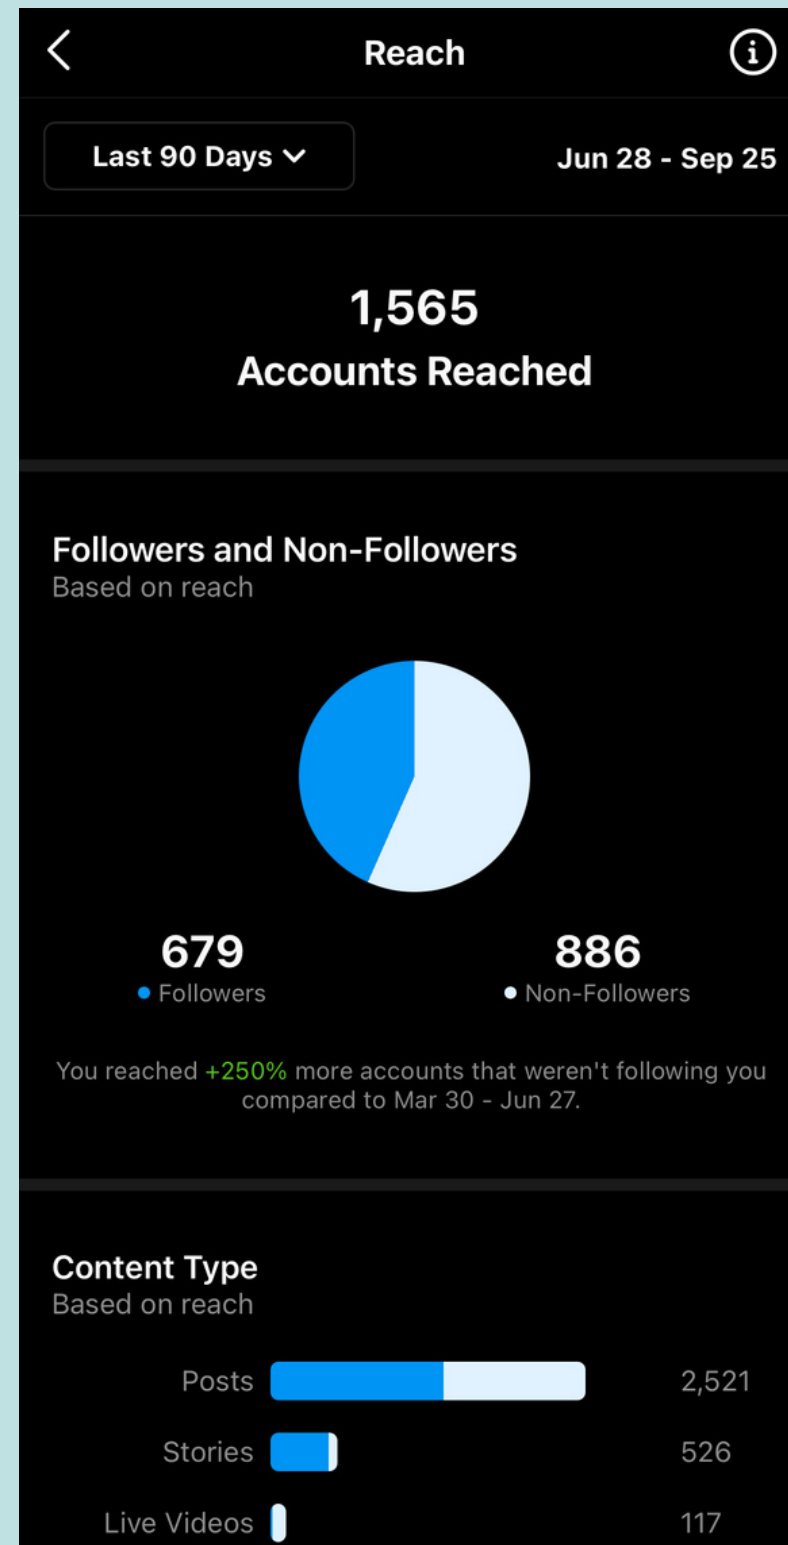 Reach
Last 90 Days
Jun 28 - Sep 25
1,565
Accounts Reached
Followers and Non-Followers
Based on reach
679
Followers
886
Non-Followers
You reached +250% more accounts that weren't following you
compared to Mar 30 - Jun 27.
Content Type
Based on reach
Posts 2,521
Stories 526
Live Videos 117